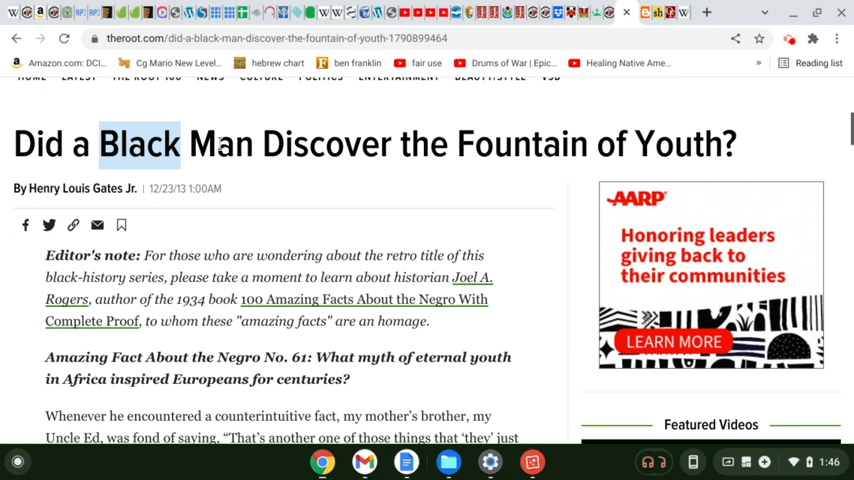 theroot.com/did-a-black-man-discover-the-fountain-of-youth-1790899464
Amazon.com: DCI...
Cg Mario New Level...
hebrew chart
ben franklin
fair use
Drums of War | Epic...
Healing Native Ame...
»
Reading list
HOME LATEST THE ROOT 100 NEWS CULTURE POLITICS ENTERTAINMENT BEAUTY/STYLE VSB
Did a Black Man Discover the Fountain of Youth?
By Henry Louis Gates Jr. | 12/23/13 1:00AM
Editor's note: For those who are wondering about the retro title of this
black-history series, please take a moment to learn about historian Joel A.
Rogers, author of the 1934 book 100 Amazing Facts About the Negro With
Complete Proof, to whom these "amazing facts" are an homage.
Amazing Fact About the Negro No. 61: What myth of eternal youth
in Africa inspired Europeans for centuries?
Whenever he encountered a counterintuitive fact, my mother's brother, my
Uncle Ed, was fond of saying, “That's another one of those things that ‘they’ just
AARP
Honoring leaders
giving back to
their communities
LEARN MORE
Featured Videos
1:46